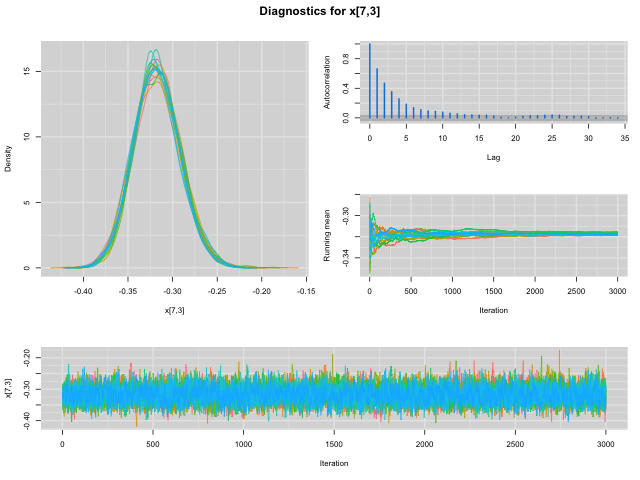 Diagnostics for x[7,3]
Density
15
10
5
0
-0.40 -0.35 -0.30 -0.25 -0.20 -0.15
x[7,3]
Autocorrelation
0.8
0.4
0.0
0 5 10 15 20 25 30 35
Lag
Running mean
-0.30
-0.34
0 500 1000 1500 2000 2500 3000
Iteration
x[7,3]
-0.20
-0.30
-0.40
0 500 1000 1500 2000 2500 3000
Iteration